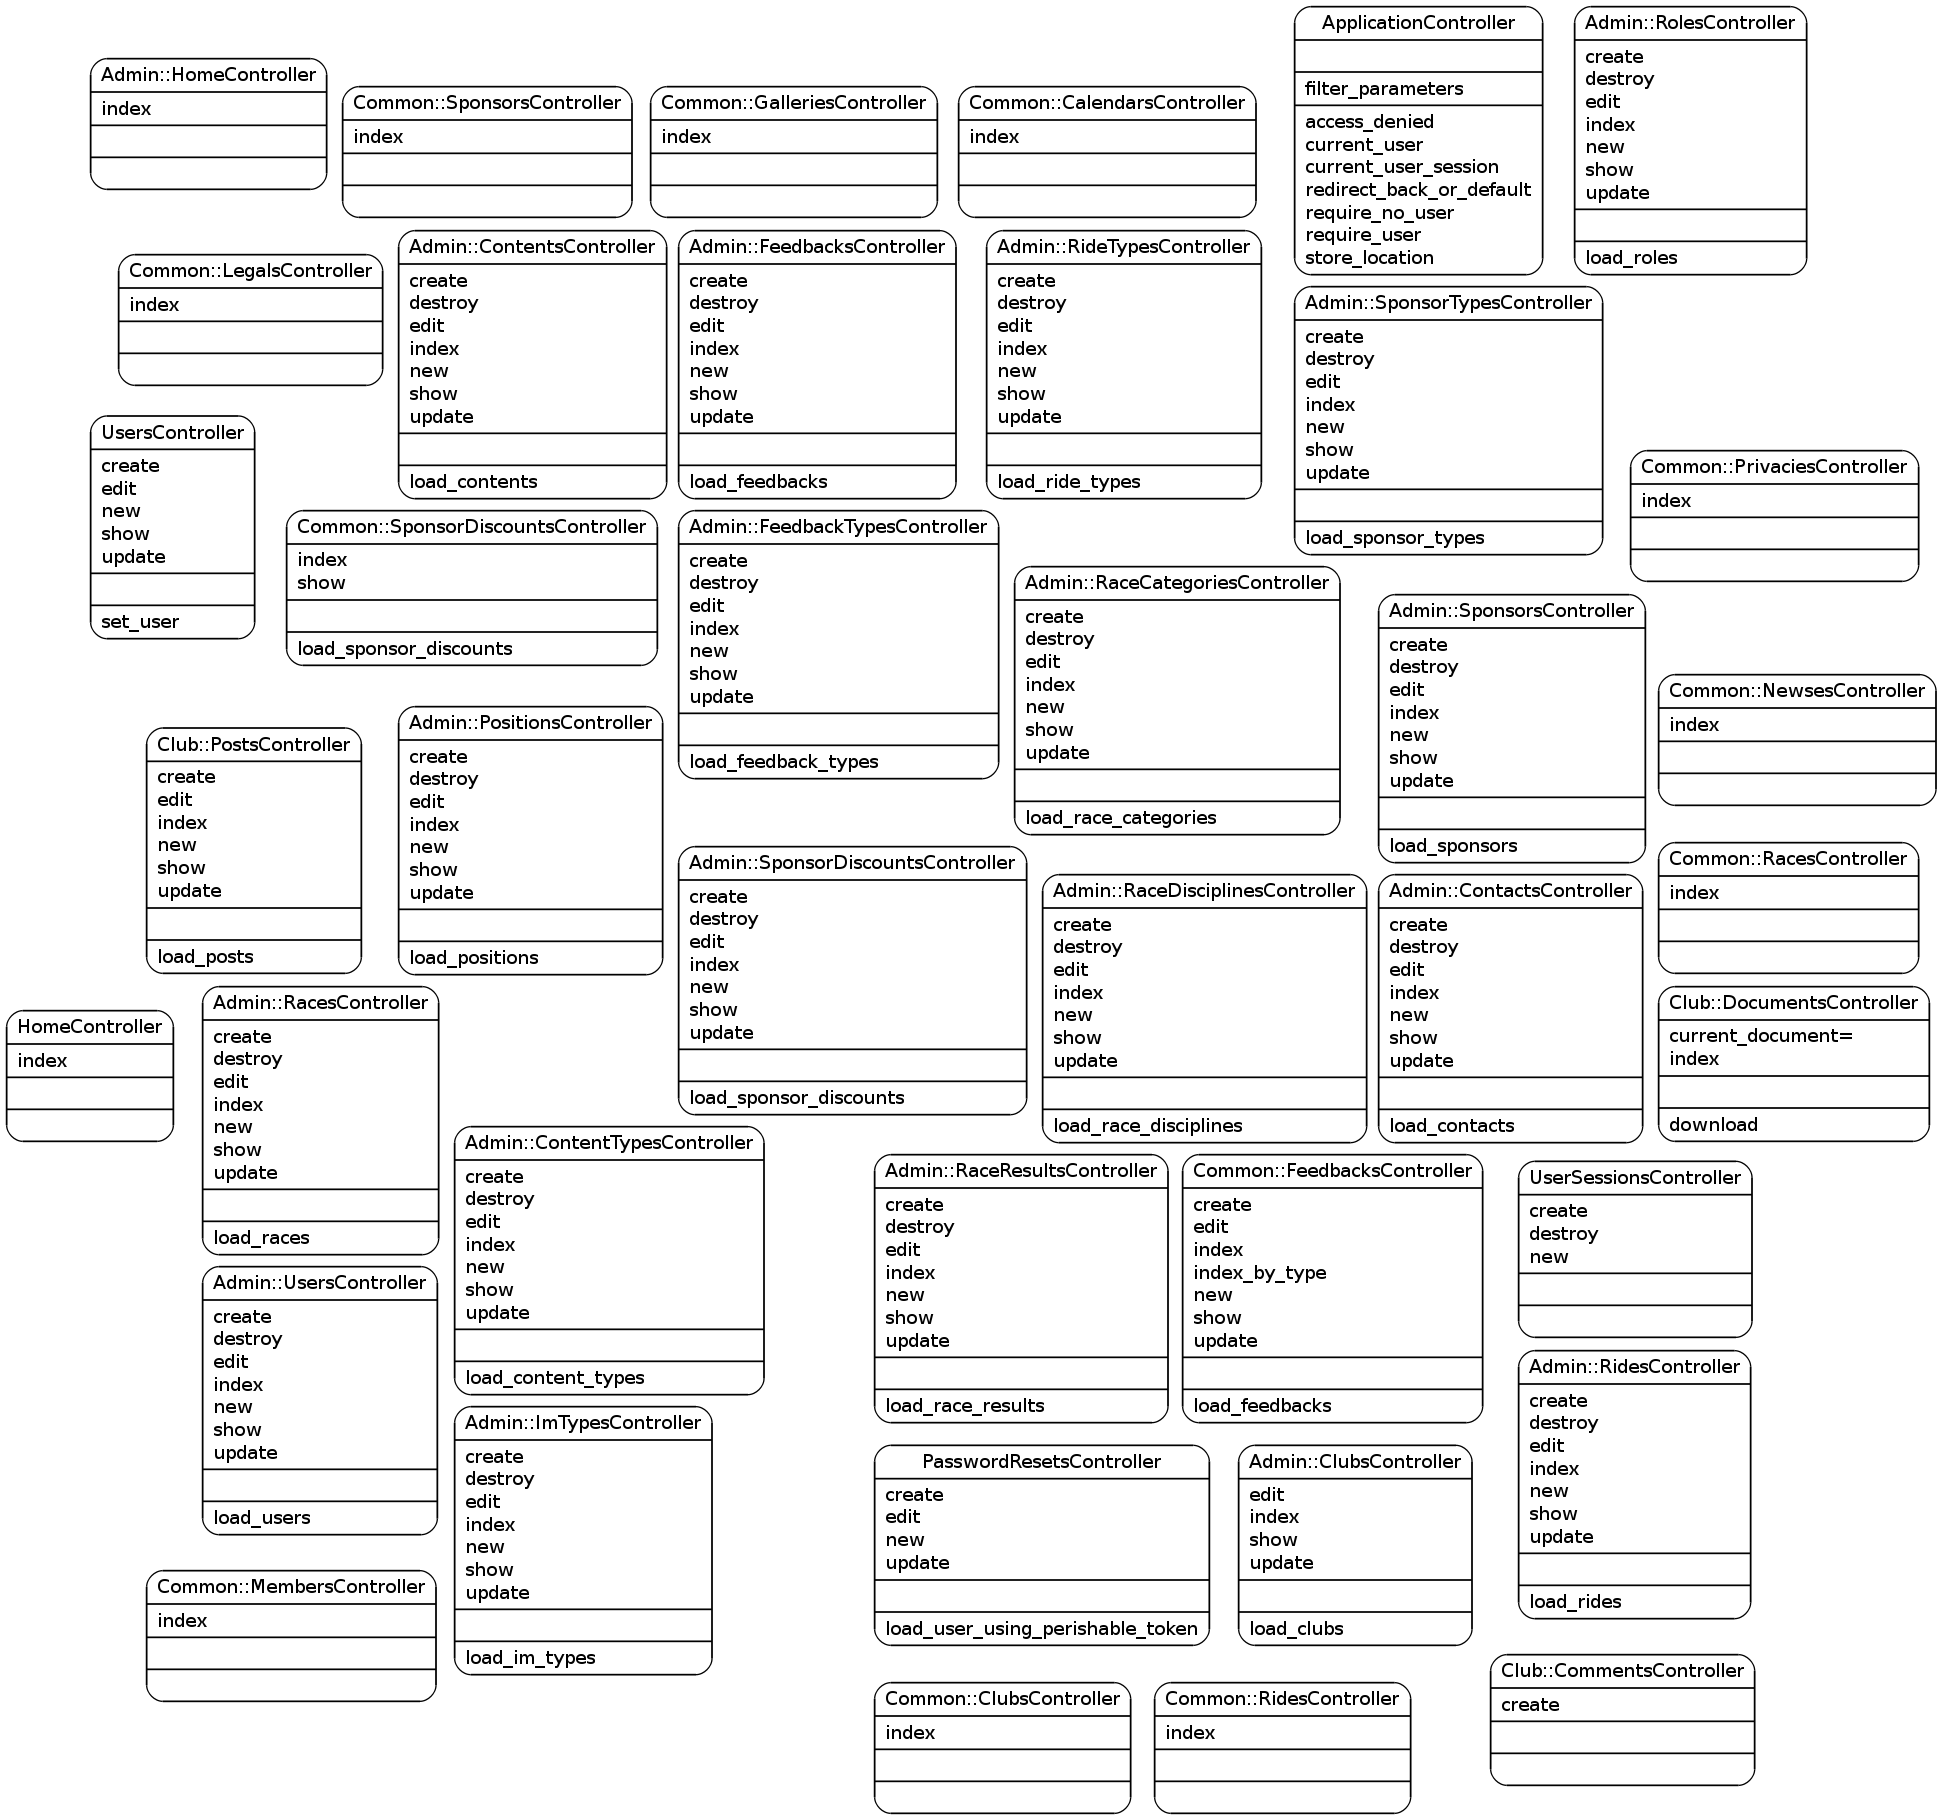 ApplicationController
filter_parameters
access_denied
current_user
current_user_session
redirect_back_or_default
require_no_user
require_user
store_location
Admin::RolesController
create
destroy
edit
index
new
show
update
load_roles
Admin::HomeController
index
Common::SponsorsController
index
Common::GalleriesController
index
Common::CalendarsController
index
Common::LegalsController
index
Admin::ContentsController
create
destroy
edit
index
new
show
update
load_contents
Admin::FeedbacksController
create
destroy
edit
index
new
show
update
load_feedbacks
Admin::RideTypesController
create
destroy
edit
index
new
show
update
load_ride_types
Admin::SponsorTypesController
create
destroy
edit
index
new
show
update
load_sponsor_types
UsersController
create
edit
new
show
update
set_user
Common::PrivaciesController
index
Common::SponsorDiscountsController
index
show
load_sponsor_discounts
Admin::FeedbackTypesController
create
destroy
edit
index
new
show
update
load_feedback_types
Admin::RaceCategoriesController
create
destroy
edit
index
new
show
update
load_race_categories
Admin::SponsorsController
create
destroy
edit
index
new
show
update
load_sponsors
Common::NewsesController
index
Club::PostsController
create
edit
index
new
show
update
load_posts
Admin::PositionsController
create
destroy
edit
index
new
show
update
load_positions
Admin::SponsorDiscountsController
create
destroy
edit
index
new
show
update
load_sponsor_discounts
Admin::RaceDisciplinesController
create
destroy
edit
index
new
show
update
load_race_disciplines
Admin::ContactsController
create
destroy
edit
index
new
show
update
load_contacts
Common::RacesController
index
HomeController
index
Admin::RacesController
create
destroy
edit
index
new
show
update
load_races
Club::DocumentsController
current_document=
index
download
Admin::ContentTypesController
create
destroy
edit
index
new
show
update
load_content_types
Admin::RaceResultsController
create
destroy
edit
index
new
show
update
load_race_results
Common::FeedbacksController
create
edit
index
index_by_type
new
show
update
load_feedbacks
UserSessionsController
create
destroy
new
Admin::UsersController
create
destroy
edit
index
new
show
update
load_users
Admin::RidesController
create
destroy
edit
index
new
show
update
load_rides
Admin::ImTypesController
create
destroy
edit
index
new
show
update
load_im_types
PasswordResetsController
create
edit
new
update
load_user_using_perishable_token
Admin::ClubsController
edit
index
show
update
load_clubs
Common::MembersController
index
Club::CommentsController
create
Common::ClubsController
index
Common::RidesController
index